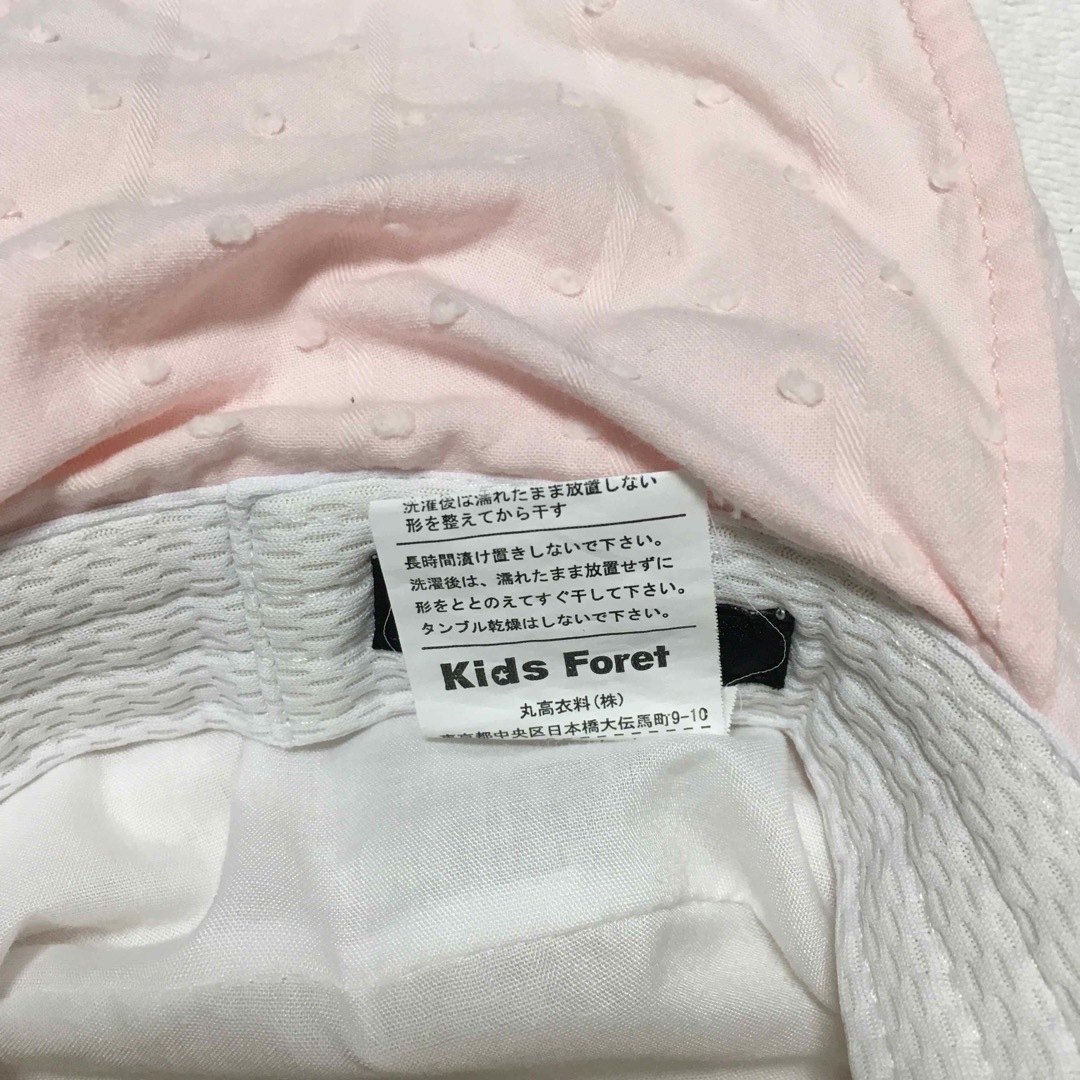 洗濯後は濡れたまま放置しない
形を整えてから干す
長時間漬け置きしないで下さい。
洗濯後は、濡れたまま放置せずに
形をととのえてすぐ干して下さい。
タンブル乾燥はしないで下さい。
Kids Foret
丸高衣料(株)
東京都中央区日本橋大伝馬町9-10